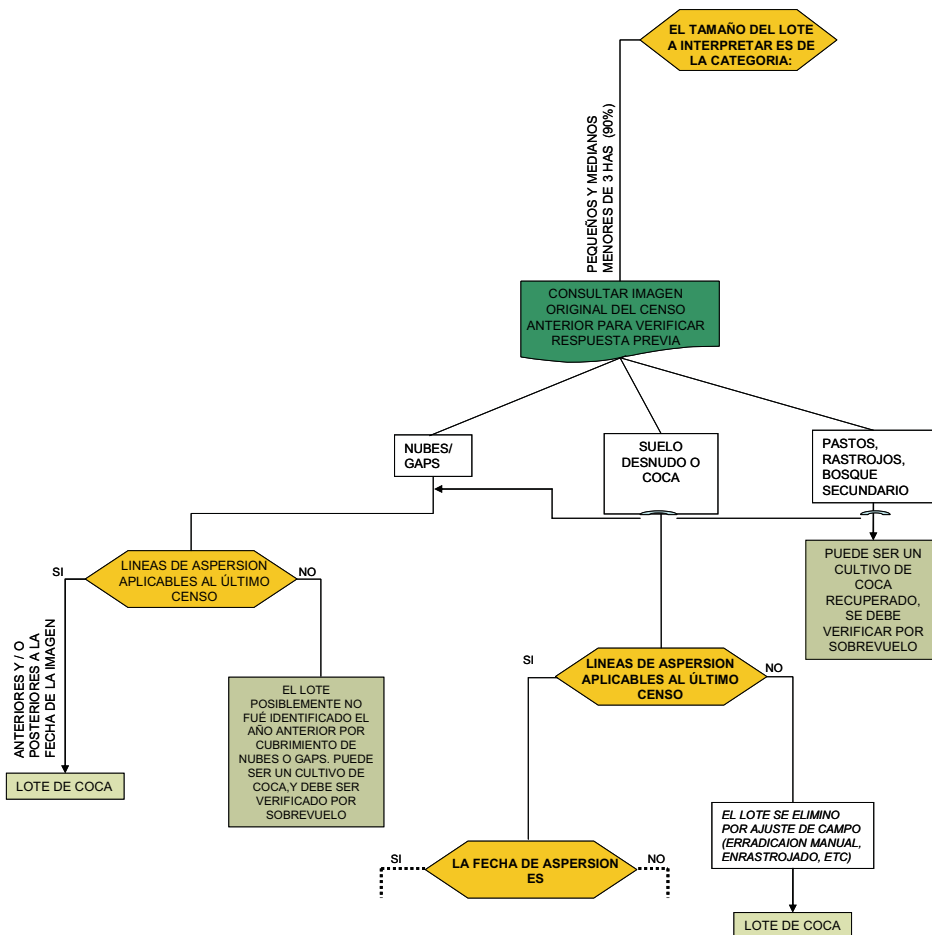 EL TAMAÑO DEL LOTE
A INTERPRETAR ES DE
LA CATEGORIA:
PEQUEÑOS Y MEDIANOS
MENORES DE 3 HAS (90%)
CONSULTAR IMAGEN
ORIGINAL DEL CENSO
ANTERIOR PARA VERIFICAR
RESPUESTA PREVIA
NUBES/
GAPS
SUELO
DESNUDO O
COCA
PASTOS,
RASTROJOS,
BOSQUE
SECUNDARIO
SI
LINEAS DE ASPERSION
APLICABLES AL ÚLTIMO
CENSO
NO
PUEDE SER UN
CULTIVO DE
COCA
RECUPERADO,
SE DEBE
VERIFICAR POR
SOBREVUELO
ANTERIORES Y / O
POSTERIORES A LA
FECHA DE LA IMAGEN
EL LOTE
POSIBLEMENTE NO
FUÉ IDENTIFICADO EL
AÑO ANTERIOR POR
CUBRIMIENTO DE
NUBES O GAPS. PUEDE
SER UN CULTIVO DE
COCA,Y DEBE SER
VERIFICADO POR
SOBREVUELO
SI
LINEAS DE ASPERSION
APLICABLES AL ÚLTIMO
CENSO
NO
LOTE DE COCA
EL LOTE SE ELIMINO
POR AJUSTE DE CAMPO
(ERRADICAION MANUAL,
ENRASTROJADO, ETC)
SI
LA FECHA DE ASPERSION
ES
NO
LOTE DE COCA